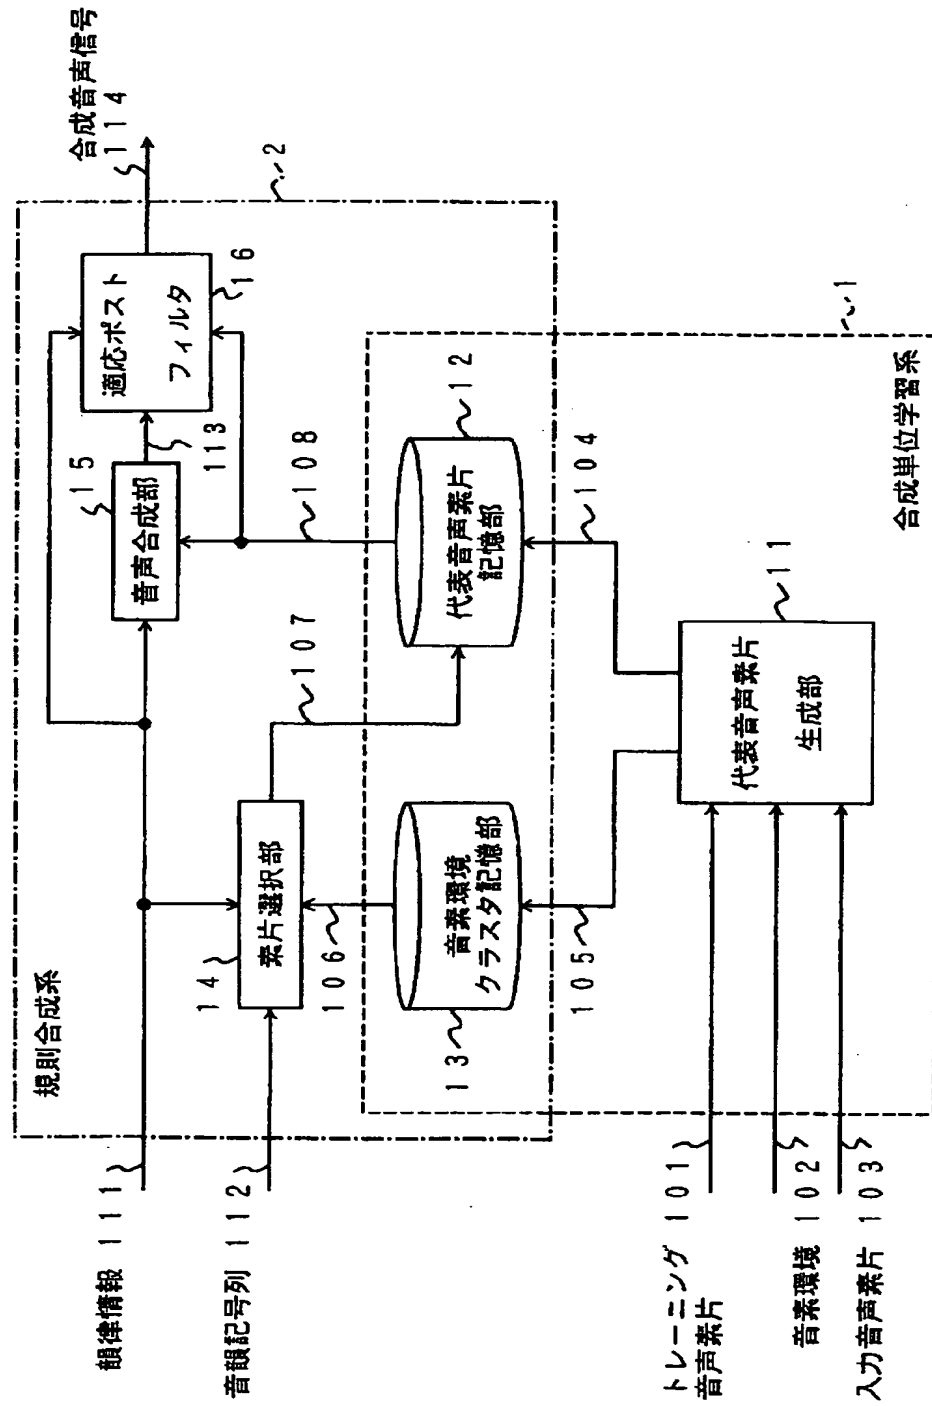 規則合成系
韻律情報 111
音韻記号列 112
14
素片選択部
15
音声合成部
113
適応ポスト
フィルタ
16
合成音声信号
114
2
106
107
108
13
音素環境
クラスタ記憶部
代表音声素片
記憶部
12
105
104
代表音声素片
生成部
11
トレーニング
音声素片
101
音素環境 102
入力音声素片 103
合成単位学習系
1